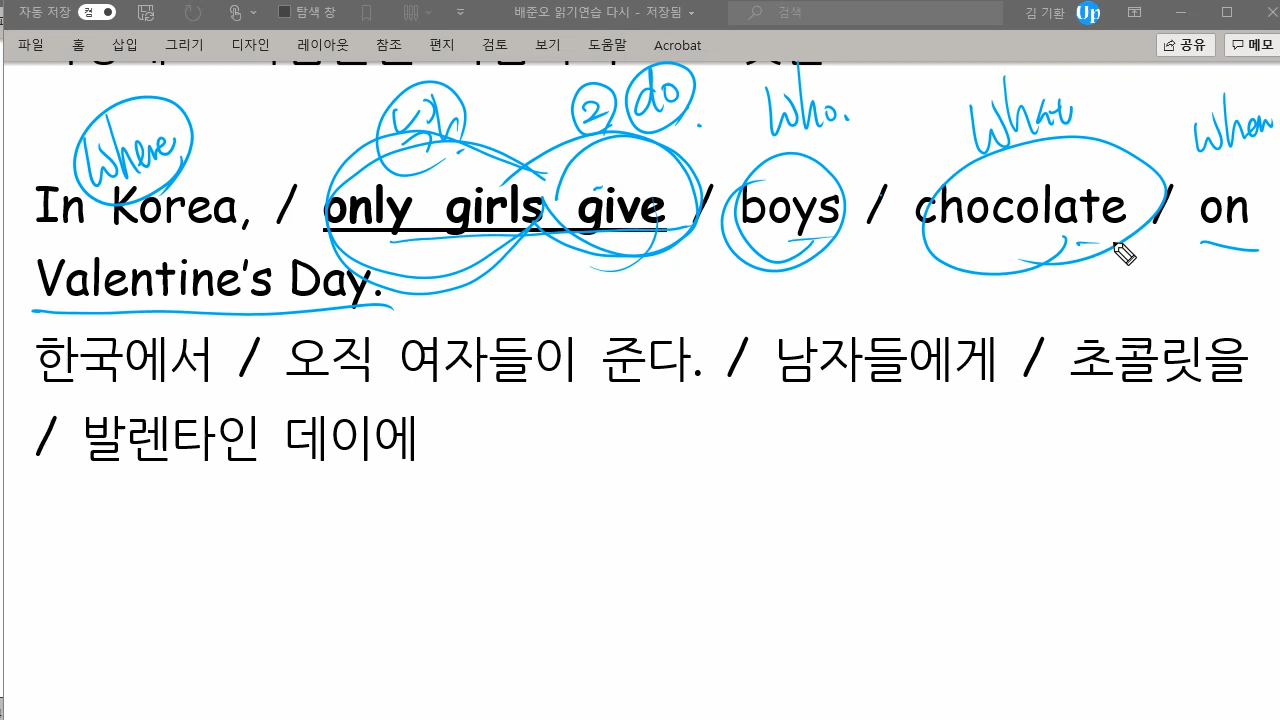 자동 저장 컴 탐색 창 배준오 읽기연습 다시 - 저장됨 검색 김 기환 Up
파일 홈 삽입 그리기 디자인 레이아웃 참조 편지 검토 보기 도움말 Acrobat 공유 메모
where 2 do. who. what when
In Korea, / only girls give / boys / chocolate / on
Valentine's Day.
한국에서 / 오직 여자들이 준다. / 남자들에게 / 초콜릿을
/ 발렌타인 데이에